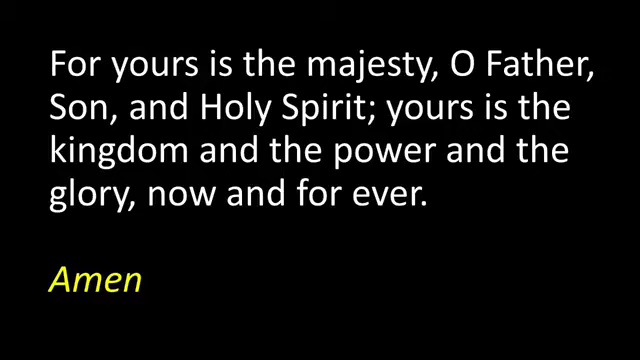 For yours is the majesty, O Father,
Son, and Holy Spirit; yours is the
kingdom and the power and the
glory, now and for ever.
Amen